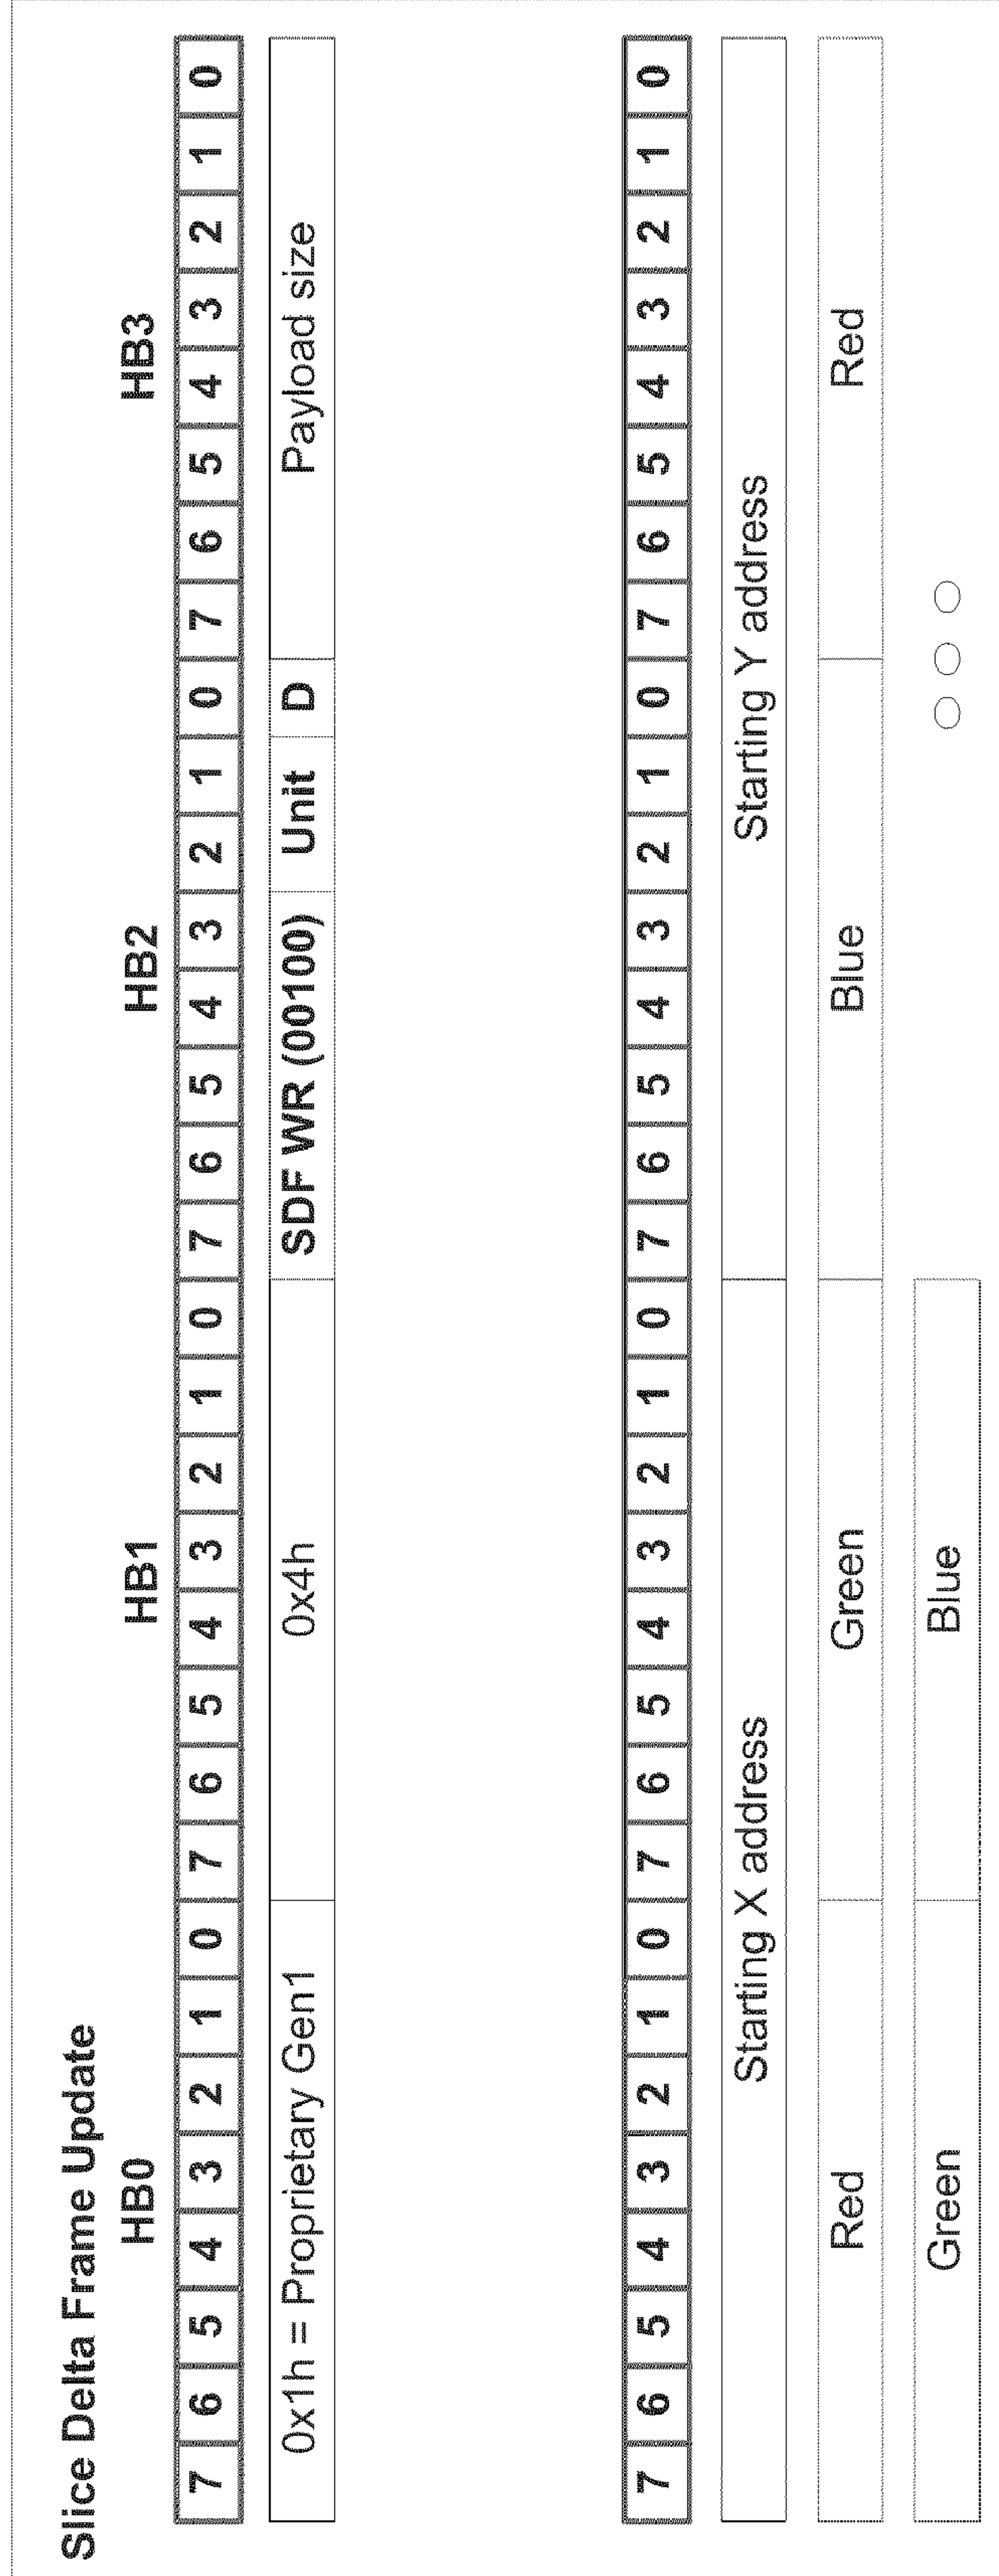 Slice Delta Frame Update
HB0 HB1 HB2 HB3
7 6 5 4 3 2 1 0 7 6 5 4 3 2 1 0 7 6 5 4 3 2 1 0 7 6 5 4 3 2 1 0
0x1h = Proprietary Gen1 0x4h SDF WR (00100) Unit D Payload size
7 6 5 4 3 2 1 0 7 6 5 4 3 2 1 0 7 6 5 4 3 2 1 0 7 6 5 4 3 2 1 0
Starting X address Starting Y address
Red Green Blue Red
Green Blue